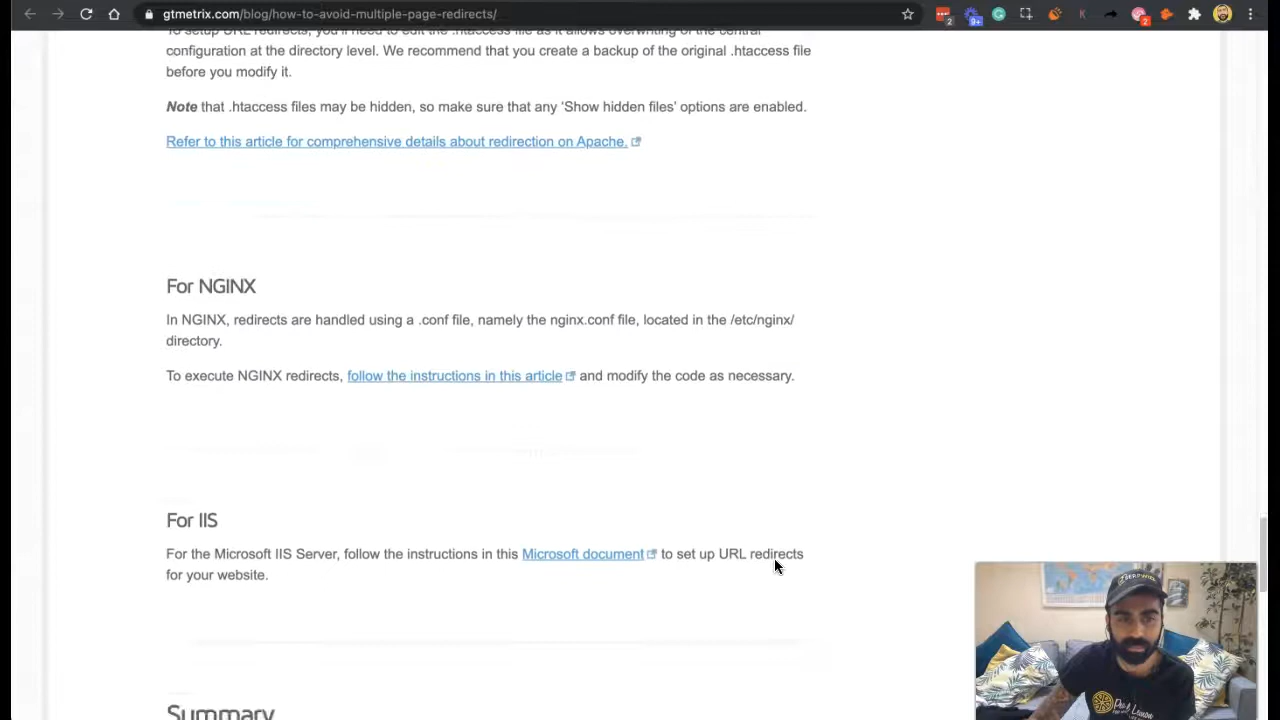 gtmetrix.com/blog/how-to-avoid-multiple-page-redirects/
2
9+
K
2
To setup URL redirects, you'll need to edit the .htaccess file as it allows overwriting of the central
configuration at the directory level. We recommend that you create a backup of the original .htaccess file
before you modify it.
Note that .htaccess files may be hidden, so make sure that any 'Show hidden files' options are enabled.
Refer to this article for comprehensive details about redirection on Apache.
For NGINX
In NGINX, redirects are handled using a .conf file, namely the nginx.conf file, located in the /etc/nginx/
directory.
To execute NGINX redirects, follow the instructions in this article and modify the code as necessary.
For IIS
For the Microsoft IIS Server, follow the instructions in this Microsoft document to set up URL redirects
for your website.
Summary